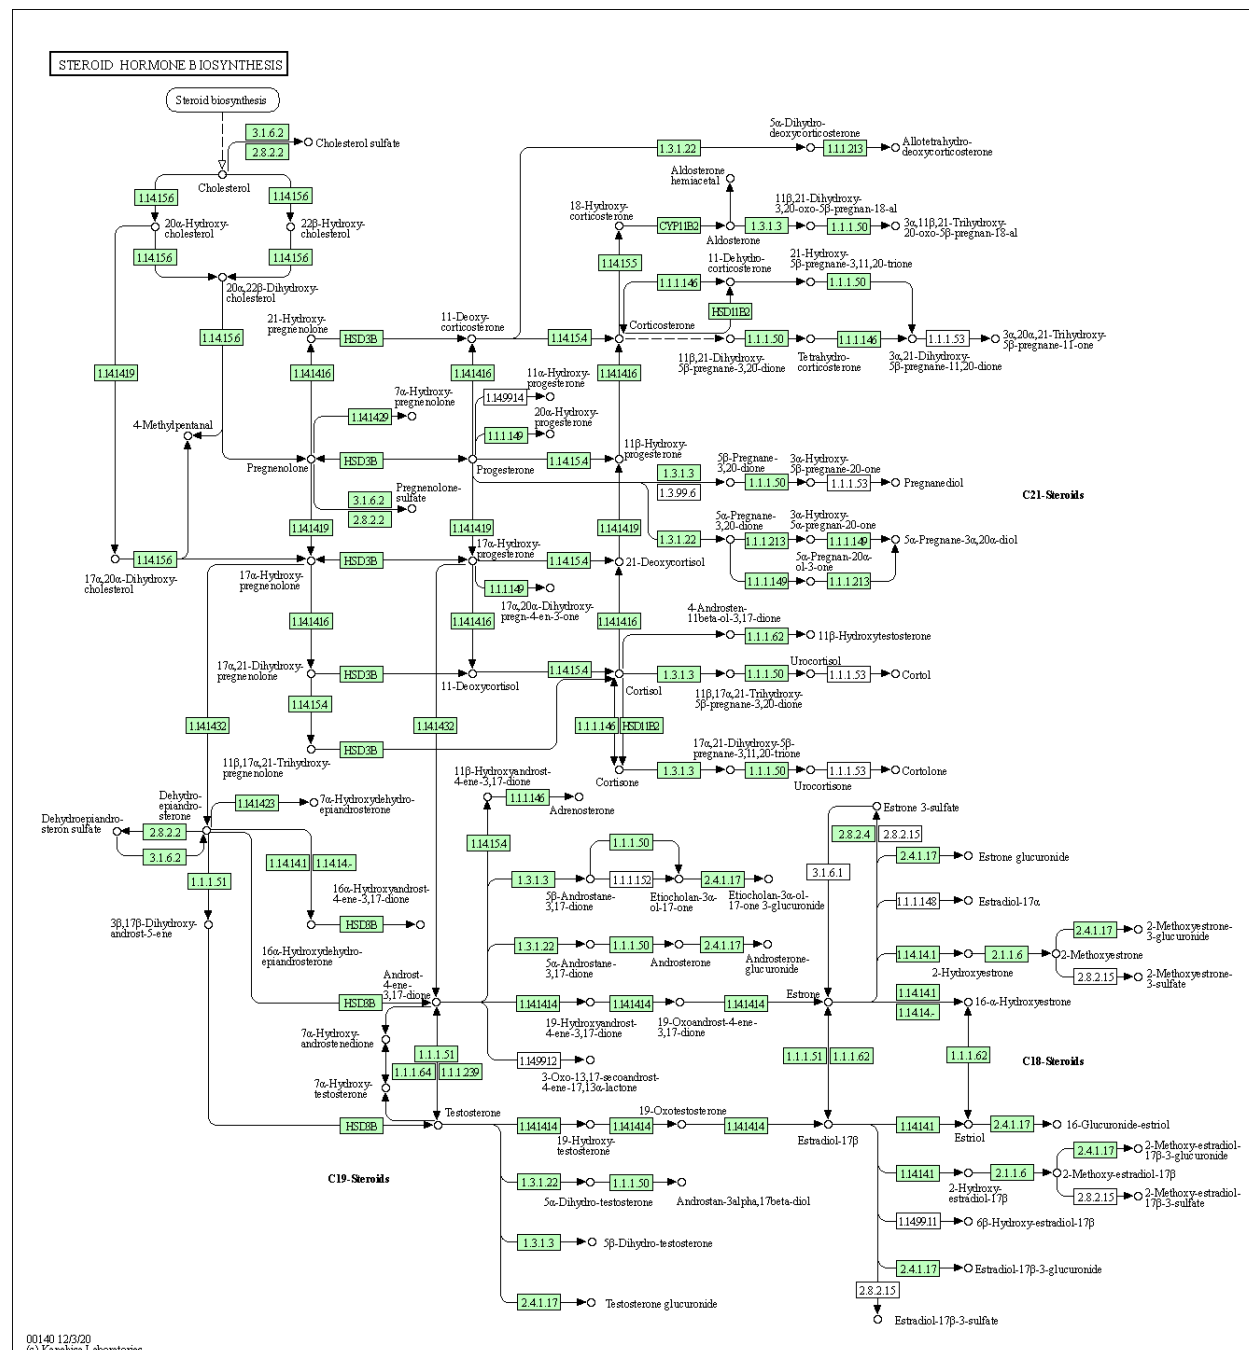 STEROID HORMONE BIOSYNTHESIS
Steroid biosynthesis
3.1.6.2
2.8.2.2
Cholesterol sulfate
Cholesterol
1.14.15.6
1.14.15.6
20α-Hydroxy-
cholesterol
22β-Hydroxy-
cholesterol
1.14.15.6
1.14.15.6
20α,22β-Dihydroxy-
cholesterol
1.14.15.6
1.14.14.19
4-Methylpentanal
1.14.15.6
17α,20α-Dihydroxy-
cholesterol
5α-Dihydro-
deoxycorticosterone
1.3.1.22
1.1.1.213
Allotetrahydro-
deoxycorticosterone
Aldosterone
hemiacetal
18-Hydroxy-
corticosterone
CYP11B2
Aldosterone
1.3.1.3
11β,21-Dihydroxy-
3,20-oxo-5β-pregnan-18-al
1.1.1.50
3α,11β,21-Trihydroxy-
20-oxo-5β-pregnan-18-al
1.14.15.5
11-Dehydro-
corticosterone
1.1.1.146
21-Hydroxy-
5β-pregnane-3,11,20-trione
1.1.1.50
HSD11B2
21-Hydroxy-
pregnenolone
HSD3B
11-Deoxy-
corticosterone
1.14.15.4
Corticosterone
1.1.1.50
1.1.1.146
1.1.1.53
3α,20α,21-Trihydroxy-
5β-pregnane-11-one
11β,21-Dihydroxy-
5β-pregnane-3,20-dione
Tetrahydro-
corticosterone
3α,21-Dihydroxy-
5β-pregnane-11,20-dione
1.14.14.16
1.14.14.16
1.14.14.16
7α-Hydroxy-
pregnenolone
1.14.14.29
11α-Hydroxy-
progesterone
1.14.99.14
20α-Hydroxy-
progesterone
1.1.1.149
Pregnenolone
HSD3B
Progesterone
1.14.15.4
11β-Hydroxy-
progesterone
3.1.6.2
2.8.2.2
Pregnenolone-
sulfate
1.3.1.3
1.3.99.6
5β-Pregnane-
3,20-dione
1.1.1.50
3α-Hydroxy-
5β-pregnane-20-one
1.1.1.53
Pregnanediol
C21-Steroids
1.3.1.22
5α-Pregnane-
3,20-dione
1.1.1.213
3α-Hydroxy-
5α-pregnan-20-one
1.1.1.149
5α-Pregnane-3α,20α-diol
1.1.1.149
5α-Pregnan-20α-
ol-3-one
1.1.1.213
1.14.14.19
1.14.14.19
1.14.14.19
17α-Hydroxy-
pregnenolone
HSD3B
17α-Hydroxy-
progesterone
1.14.15.4
21-Deoxycortisol
1.1.1.149
17α,20α-Dihydroxy-
pregn-4-en-3-one
1.14.14.16
1.14.14.16
1.14.14.16
4-Androsten-
11beta-ol-3,17-dione
1.1.1.62
11β-Hydroxytestosterone
17α,21-Dihydroxy-
pregnenolone
HSD3B
11-Deoxycortisol
1.14.15.4
Cortisol
1.3.1.3
11β,17α,21-Trihydroxy-
5β-pregnane-3,20-dione
1.1.1.50
Urocortisol
1.1.1.53
Cortol
1.14.15.4
1.14.14.32
1.14.14.32
1.1.1.146
HSD11B2
11β,17α,21-Trihydroxy-
pregnenolone
HSD3B
Cortisone
1.3.1.3
17α,21-Dihydroxy-5β-
pregnane-3,11,20-trione
1.1.1.50
Urocortisone
1.1.1.53
Cortolone
Dehydroepiandro-
steron sulfate
Dehydro-
epiandro-
sterone
2.8.2.2
3.1.6.2
1.14.14.23
7α-Hydroxydehydro-
epiandrosterone
1.14.14.1
1.14.14.-
16α-Hydroxyandrost-
4-ene-3,17-dione
HSD3B
16α-Hydroxydehydro-
epiandrosterone
1.1.1.51
3β,17β-Dihydroxy-
androst-5-ene
11β-Hydroxyandrost-
4-ene-3,17-dione
1.1.1.146
Adrenosterone
1.14.15.4
1.3.1.3
5β-Androstane-
3,17-dione
1.1.1.50
1.1.1.152
Etiocholan-3α-
ol-17-one
2.4.1.17
Etiocholan-3α-ol-
17-one 3-glucuronide
1.3.1.22
5α-Androstane-
3,17-dione
1.1.1.50
Androsterone
2.4.1.17
Androsterone-
glucuronide
HSD3B
Androst-
4-ene-
3,17-dione
1.14.14.14
19-Hydroxyandrost-
4-ene-3,17-dione
1.14.14.14
19-Oxoandrost-4-ene-
3,17-dione
1.14.14.14
Estrone
1.14.99.12
3-Oxo-13,17-secoandrost-
4-ene-17,13α-lactone
7α-Hydroxy-
androstenedione
7α-Hydroxy-
testosterone
1.1.1.51
1.1.1.64
1.1.1.239
Estrone 3-sulfate
2.8.2.4
2.8.2.15
3.1.6.1
2.4.1.17
Estrone glucuronide
1.1.1.148
Estradiol-17α
1.14.14.1
2-Hydroxyestrone
2.1.1.6
2-Methoxyestrone
2.4.1.17
2-Methoxyestrone-
3-glucuronide
2.8.2.15
2-Methoxyestrone-
3-sulfate
1.14.14.1
1.14.14.-
16-α-Hydroxyestrone
1.1.1.51
1.1.1.62
1.1.1.62
C18-Steroids
HSD3B
Testosterone
1.14.14.14
19-Hydroxy-
testosterone
1.14.14.14
19-Oxotestosterone
1.14.14.14
Estradiol-17β
1.14.14.1
Estriol
2.4.1.17
16-Glucuronide-estriol
C19-Steroids
1.3.1.22
5α-Dihydro-testosterone
1.1.1.50
Androstan-3alpha,17beta-diol
1.3.1.3
5β-Dihydro-testosterone
2.4.1.17
Testosterone glucuronide
1.14.14.1
2-Hydroxy-
estradiol-17β
2.1.1.6
2-Methoxy-estradiol-17β
2.4.1.17
2-Methoxy-estradiol-
17β-3-glucuronide
2.8.2.15
2-Methoxy-estradiol-
17β-3-sulfate
1.14.99.11
6β-Hydroxy-estradiol-17β
2.4.1.17
Estradiol-17β-3-glucuronide
2.8.2.15
Estradiol-17β-3-sulfate
00140 12/3/20
(c) Kanehisa Laboratories